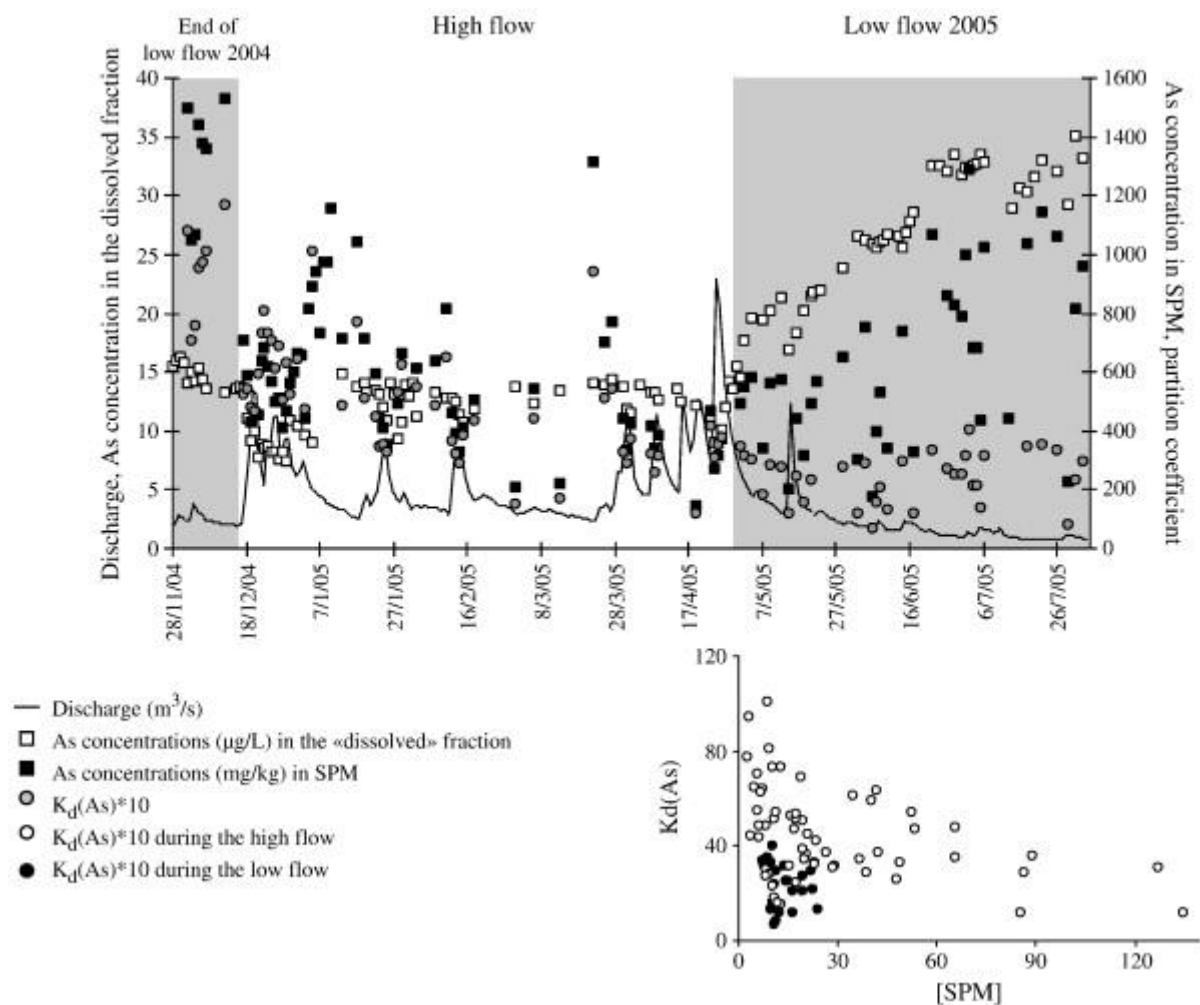 End of
low flow 2004
High flow
Low flow 2005
Discharge, As concentration in the dissolved fraction
40
35
30
25
20
15
10
5
0
1600
1400
1200
1000
800
600
400
200
0
As concentration in SPM, partition coefficient
28/11/04
18/12/04
7/1/05
27/1/05
16/2/05
8/3/05
28/3/05
17/4/05
7/5/05
27/5/05
16/6/05
6/7/05
26/7/05
Discharge (m³/s)
As concentrations (µg/L) in the «dissolved» fraction
As concentrations (mg/kg) in SPM
Kd(As)*10
Kd(As)*10 during the high flow
Kd(As)*10 during the low flow
Kd(As)
120
80
40
0
0
30
60
90
120
[SPM]